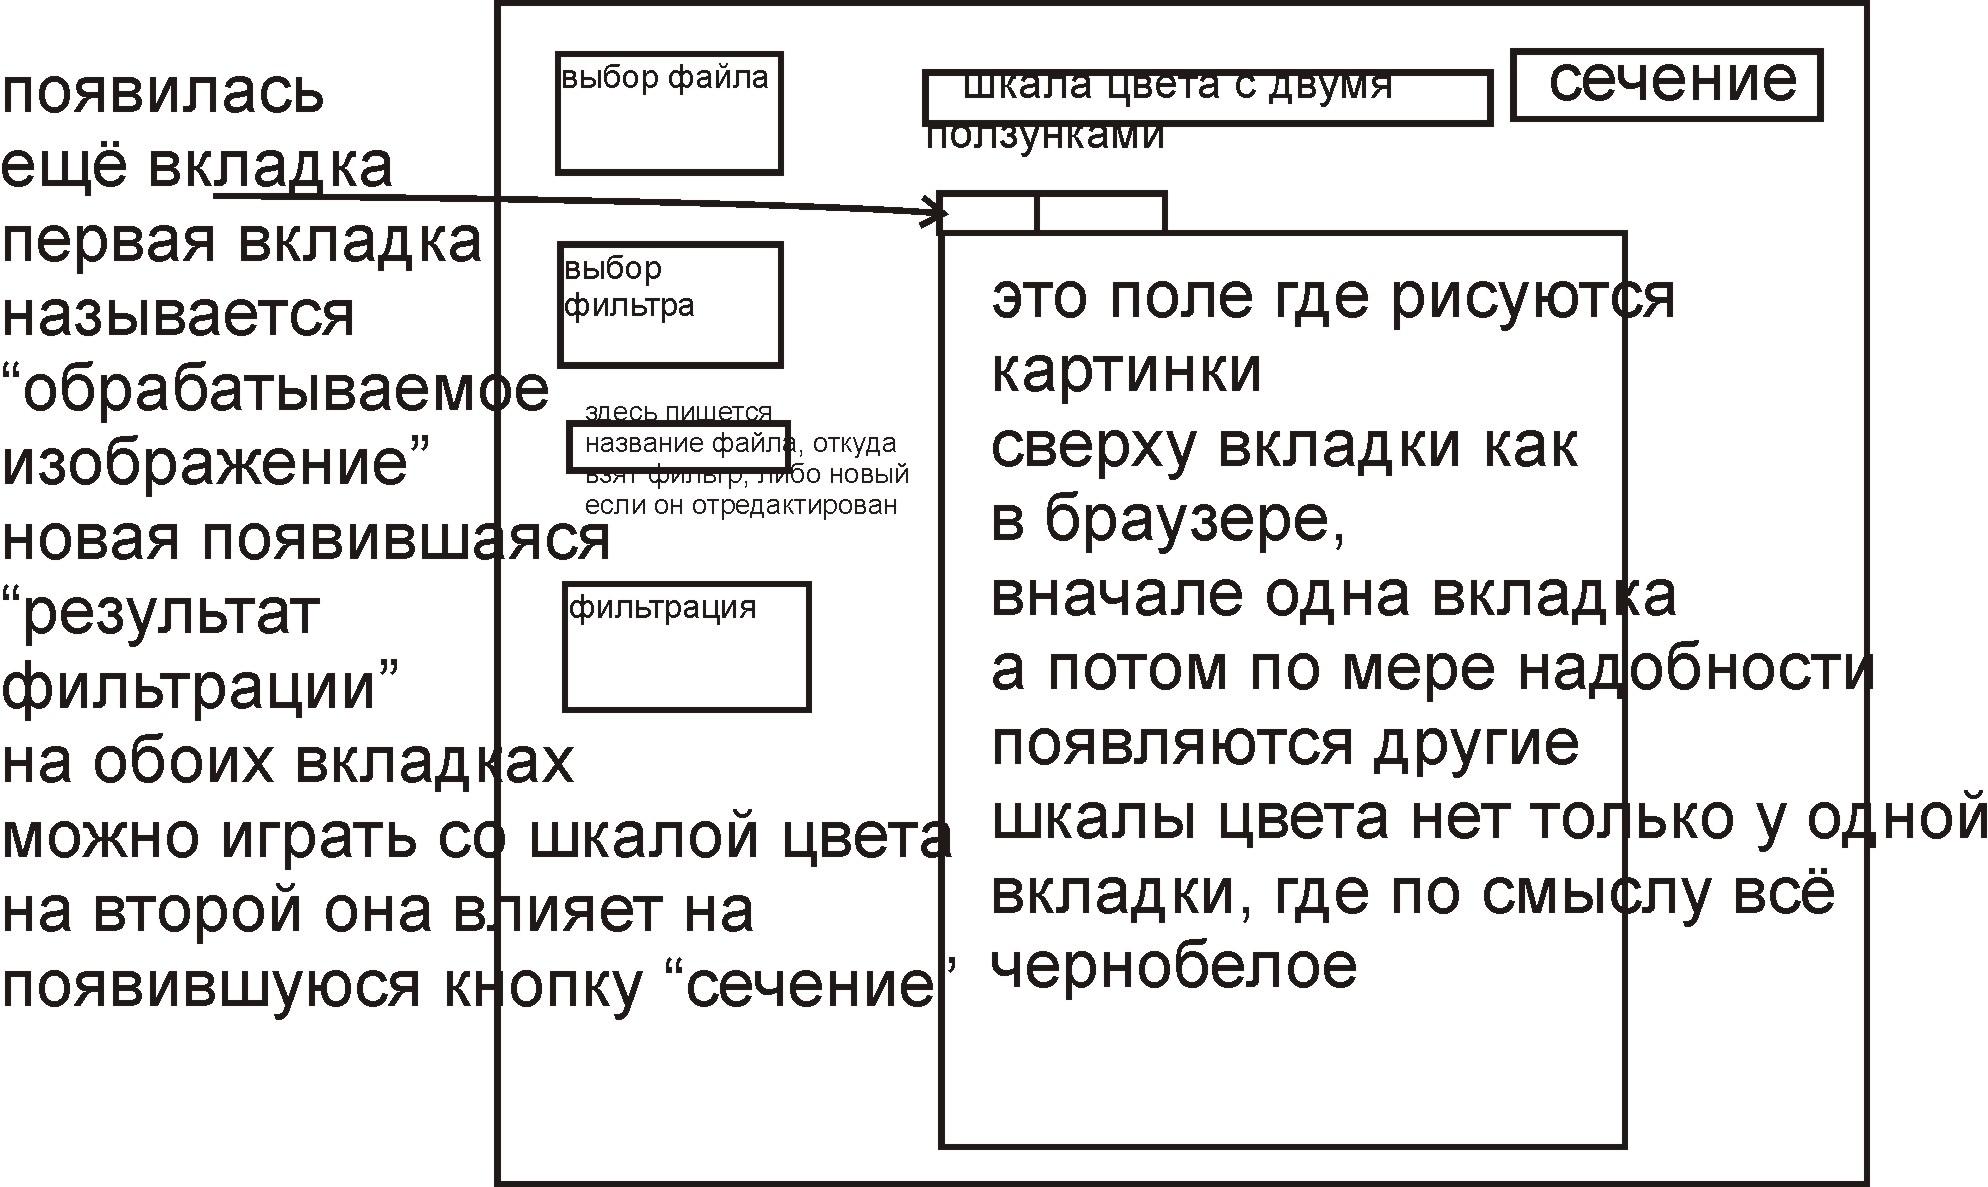 появилась
ещё вкладка
первая вкладка
называется
“обрабатываемое
изображение”
новая появившаяся
“результат
фильтрации”
на обоих вкладках
можно играть со шкалой цвета
на второй она влияет на
появившуюся кнопку “сечение”
выбор файла
выбор
фильтра
здесь пишется
название файла, откуда
взят фильтр, либо новый
если он отредактирован
фильтрация
шкала цвета с двумя
ползунками
сечение
это поле где рисуются
картинки
сверху вкладки как
в браузере,
вначале одна вкладка
а потом по мере надобности
появляются другие
шкалы цвета нет только у одной
вкладки, где по смыслу всё
чернобелое